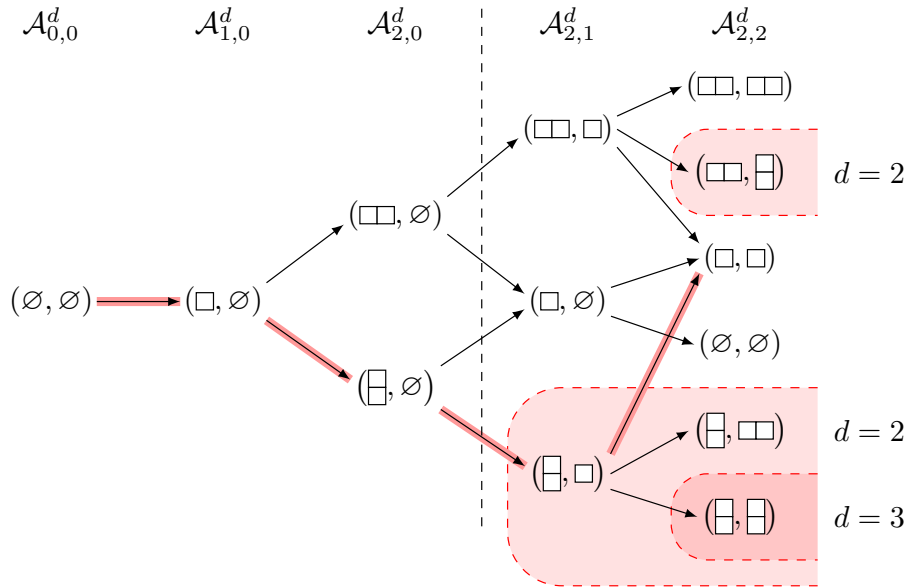 𝒜^d_{0,0} 𝒜^d_{1,0} 𝒜^d_{2,0} 𝒜^d_{2,1} 𝒜^d_{2,2}
(□□, □□)
(□□, □)
(□□, ▯▯) d = 2
(□□, ∅)
(□, □)
(∅, ∅) (□, ∅) (□, ∅)
(∅, ∅)
(⊟, ∅)
(⊟, □□) d = 2
(⊟, □)
(⊟, ⊟) d = 3